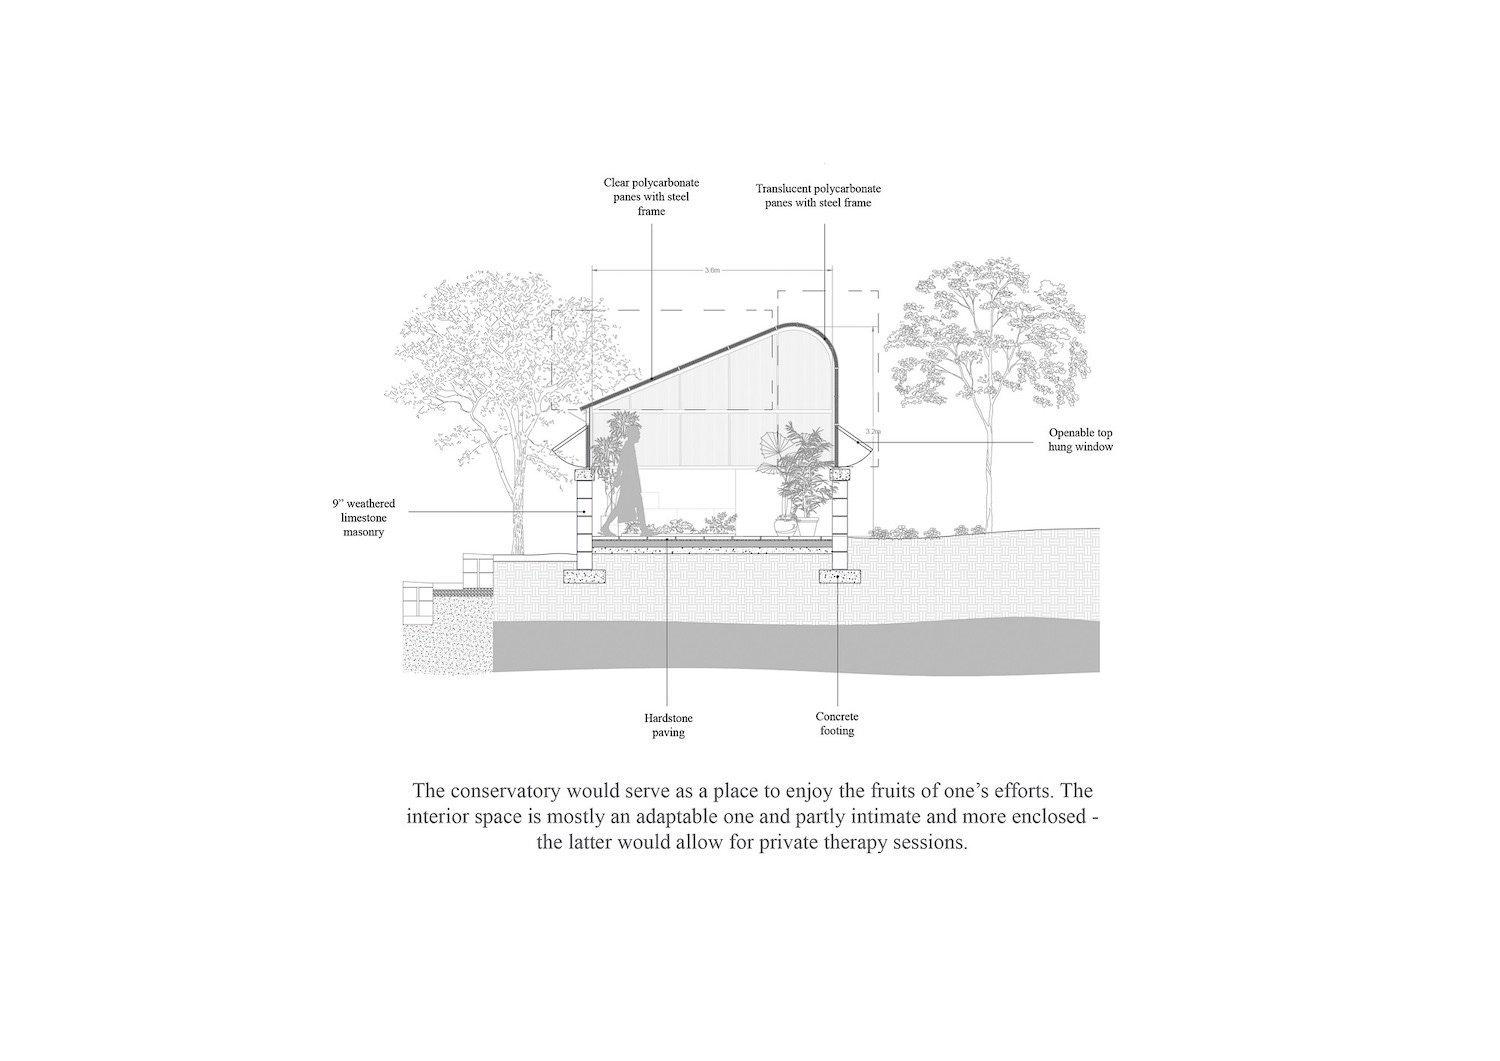 Clear polycarbonate
panes with steel
frame
Translucent polycarbonate
panes with steel frame
3.6m
3.2m
Openable top
hung window
9” weathered
limestone
masonry
Hardstone
paving
Concrete
footing
The conservatory would serve as a place to enjoy the fruits of one’s efforts. The
interior space is mostly an adaptable one and partly intimate and more enclosed -
the latter would allow for private therapy sessions.